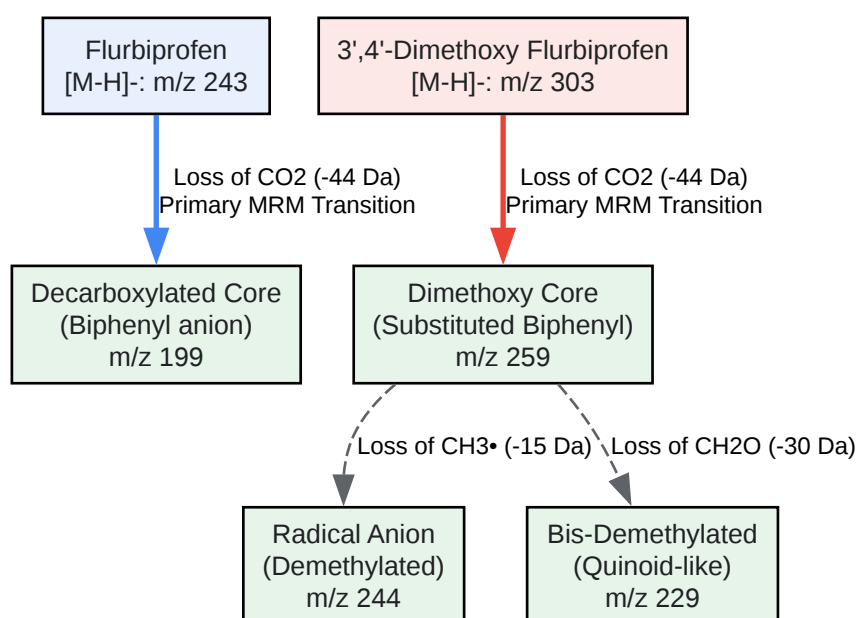 Flurbiprofen
[M-H]-: m/z 243
3',4'-Dimethoxy Flurbiprofen
[M-H]-: m/z 303
Loss of CO2 (-44 Da)
Primary MRM Transition
Loss of CO2 (-44 Da)
Primary MRM Transition
Decarboxylated Core
(Biphenyl anion)
m/z 199
Dimethoxy Core
(Substituted Biphenyl)
m/z 259
Loss of CH3• (-15 Da)
Loss of CH2O (-30 Da)
Radical Anion
(Demethylated)
m/z 244
Bis-Demethylated
(Quinoid-like)
m/z 229